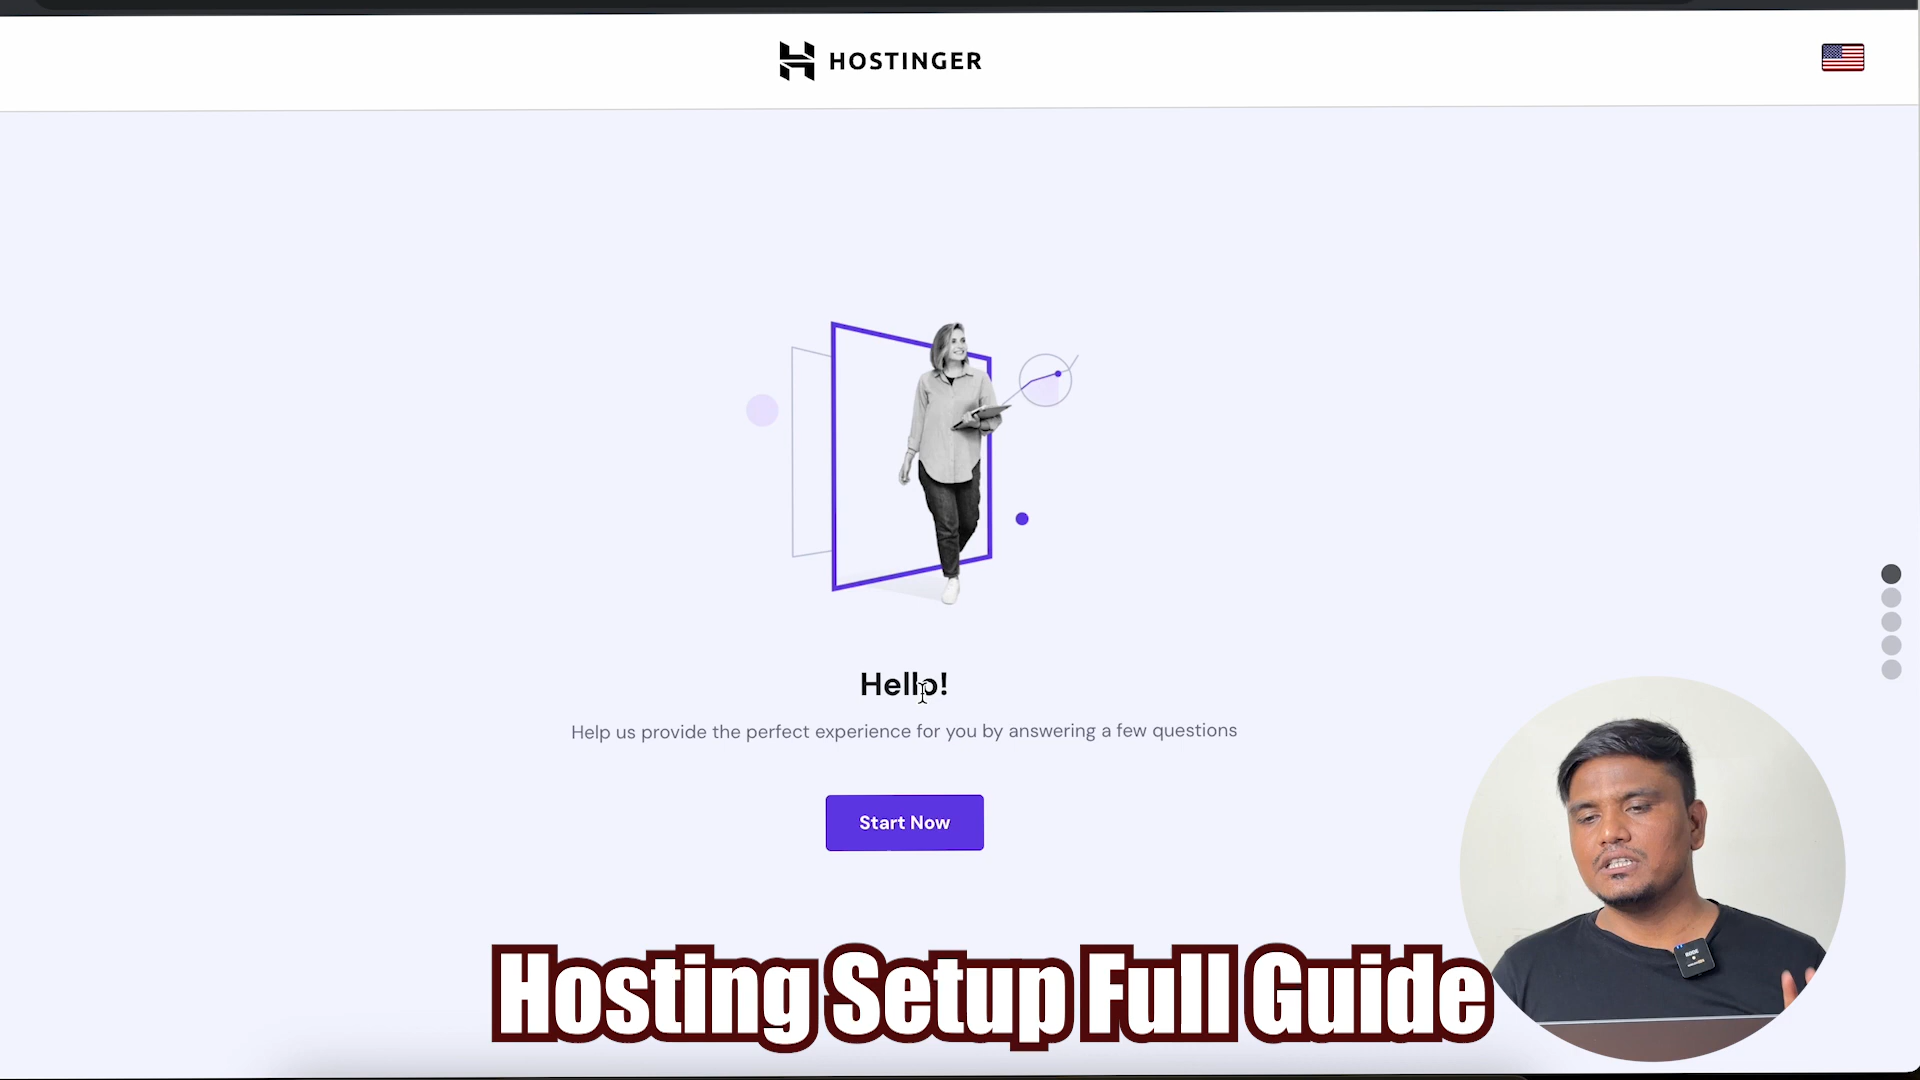 HOSTINGER
Hello!
Help us provide the perfect experience for you by answering a few questions
Start Now
Hosting Setup Full Guide
RODE